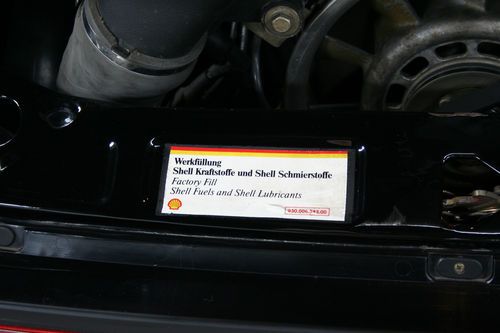 Werkfüllung
Shell Kraftstoffe und Shell Schmierstoffe
Factory Fill
Shell Fuels and Shell Lubricants